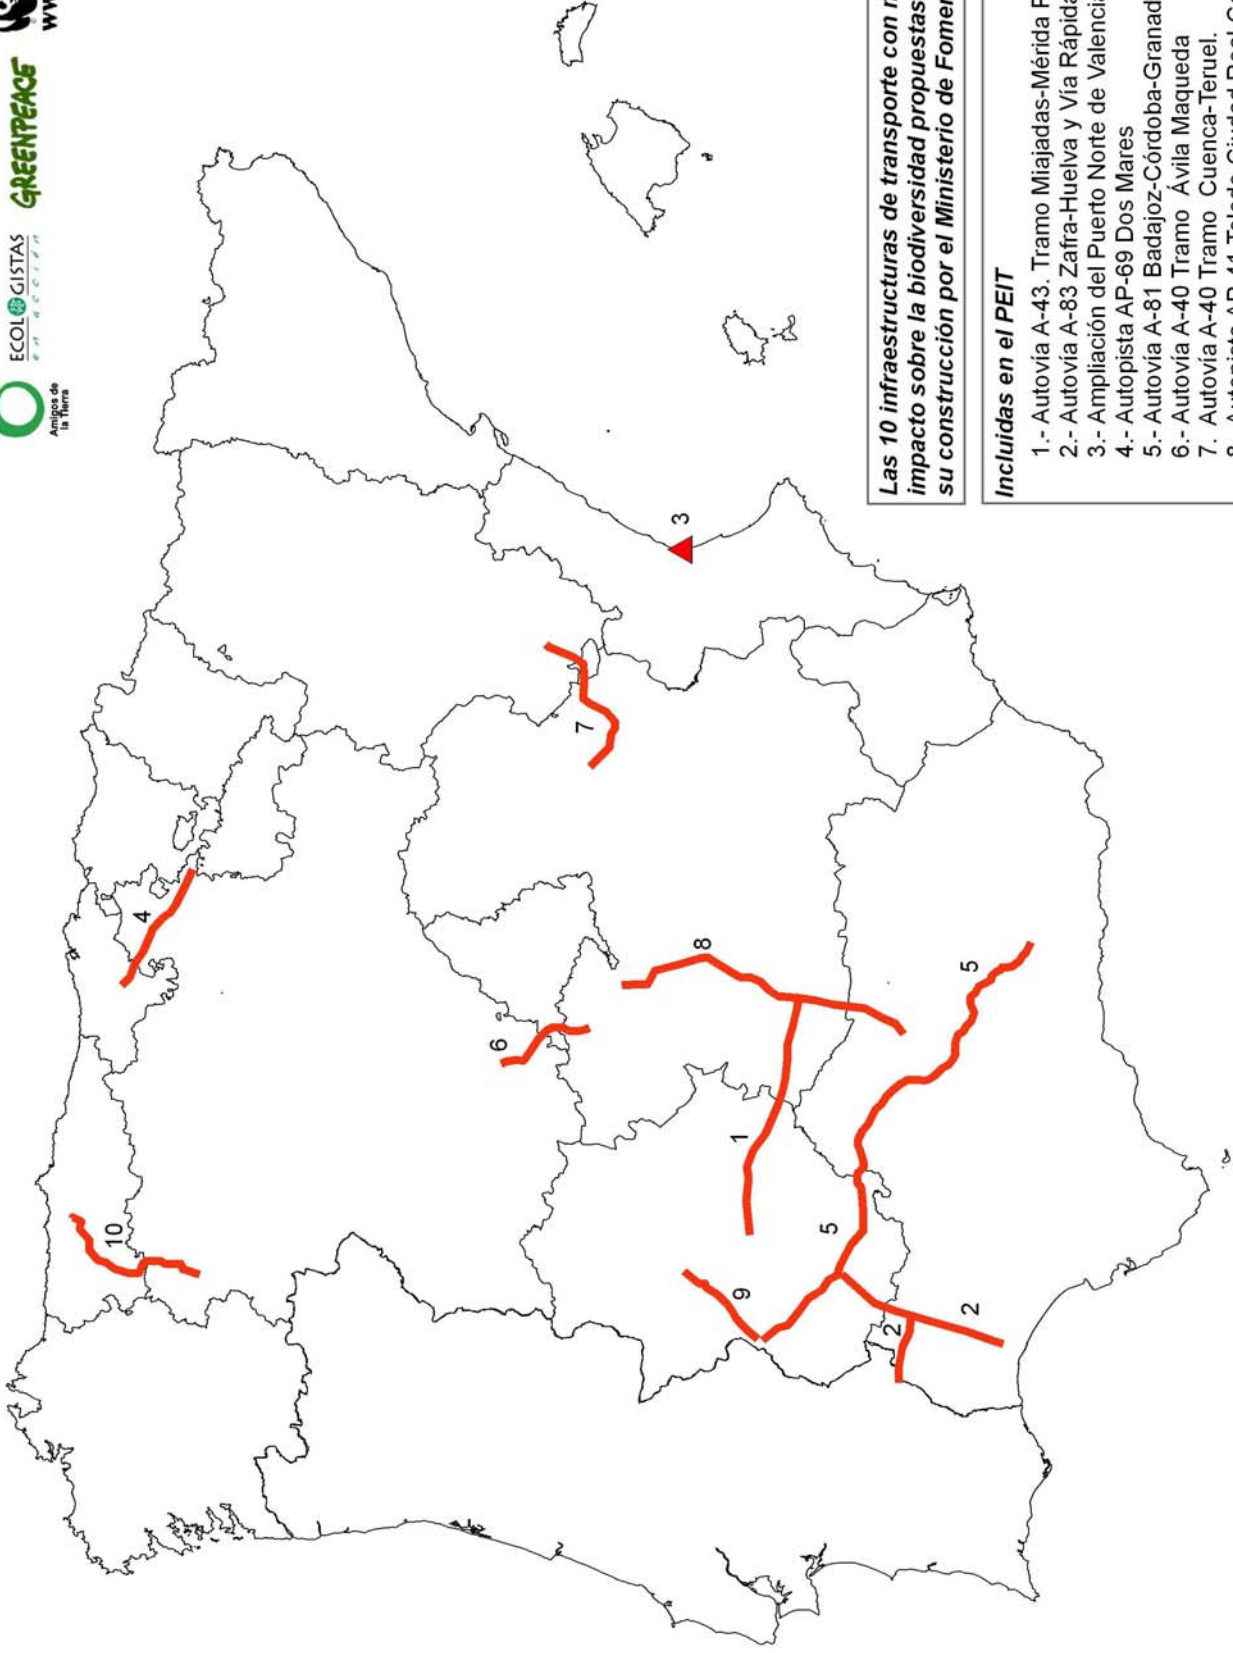 Amigos de
la Tierra
ECOLOGISTAS
en acción
GREENPEACE
Las 10 infraestructuras de transporte con
impacto sobre la biodiversidad propuestas
su construcción por el Ministerio de
Incluidas en el PEIT
1.- Autovía A-43. Tramo Miajadas-Mérida
2.- Autovía A-83 Zafra-Huelva y Vía Rápida
3.- Ampliación del Puerto Norte de
4.- Autopista AP-69 Dos Mares
5.- Autovía A-81 Badajoz-Córdoba-
6.- Autovía A-40 Tramo Ávila Maqueda
7. Autovía A-40 Tramo Cuenca-Teruel.
10
4
7
3
6
8
1
5
5
9
2
2